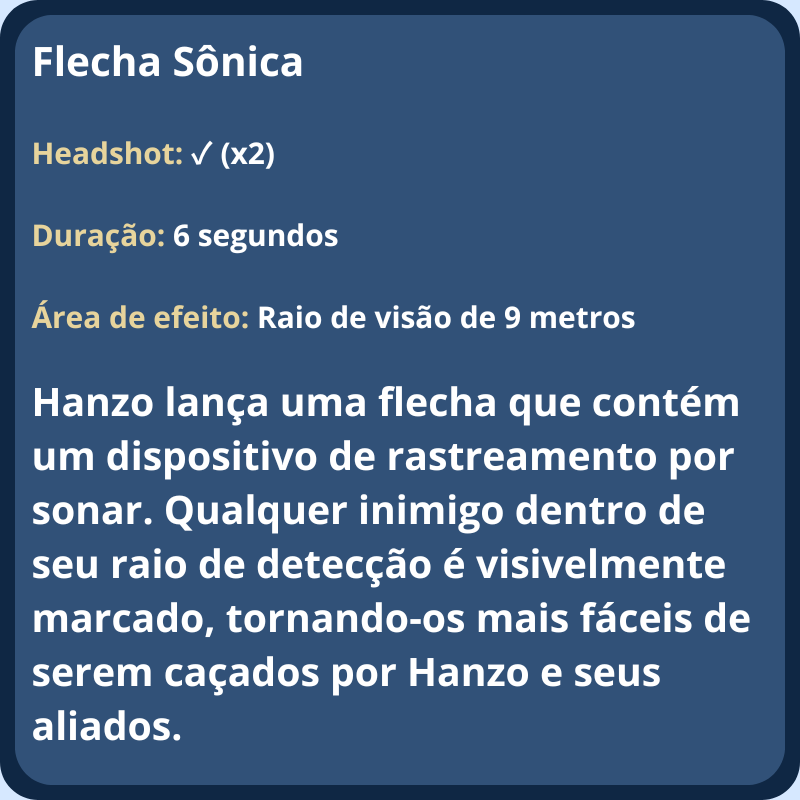 Flecha Sônica
Headshot: ✓ (x2)
Duração: 6 segundos
Área de efeito: Raio de visão de 9 metros
Hanzo lança uma flecha que contém
um dispositivo de rastreamento por
sonar. Qualquer inimigo dentro de
seu raio de detecção é visivelmente
marcado, tornando-os mais fáceis de
serem caçados por Hanzo e seus
aliados.